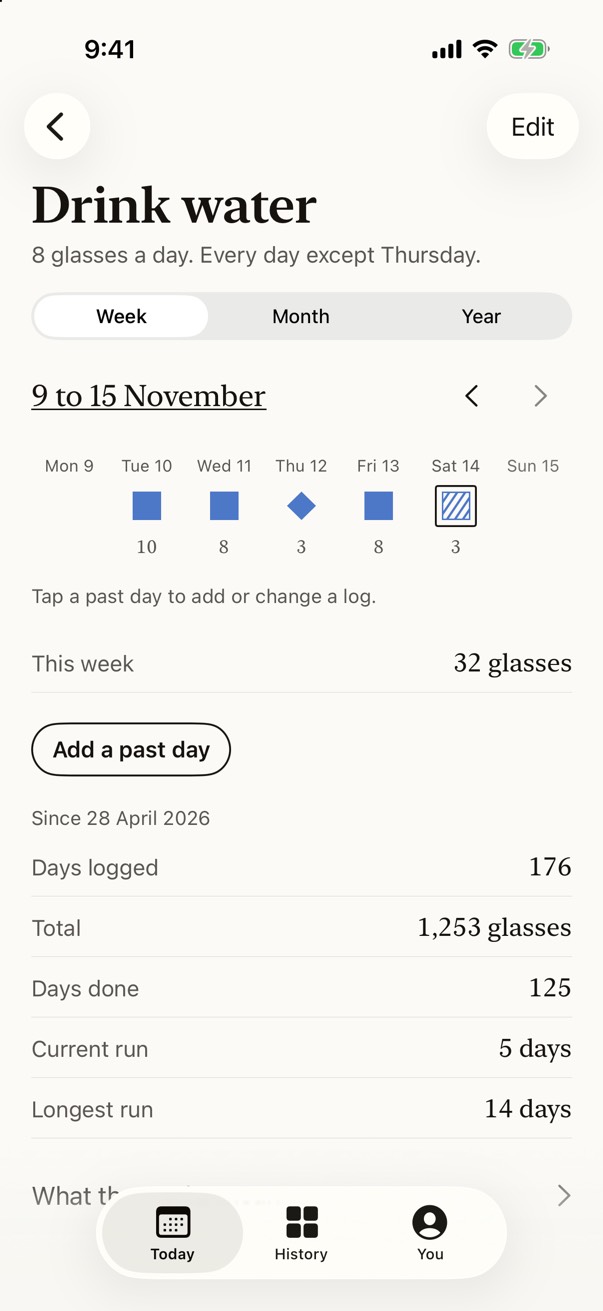 9:41
Edit
Drink water
8 glasses a day. Every day except Thursday.
Week Month Year
9 to 15 November
Mon 9 Tue 10 Wed 11 Thu 12 Fri 13 Sat 14 Sun 15
10 8 3 8 3
Tap a past day to add or change a log.
This week 32 glasses
Add a past day
Since 28 April 2026
Days logged 176
Total 1,253 glasses
Days done 125
Current run 5 days
Longest run 14 days
What
Today History You